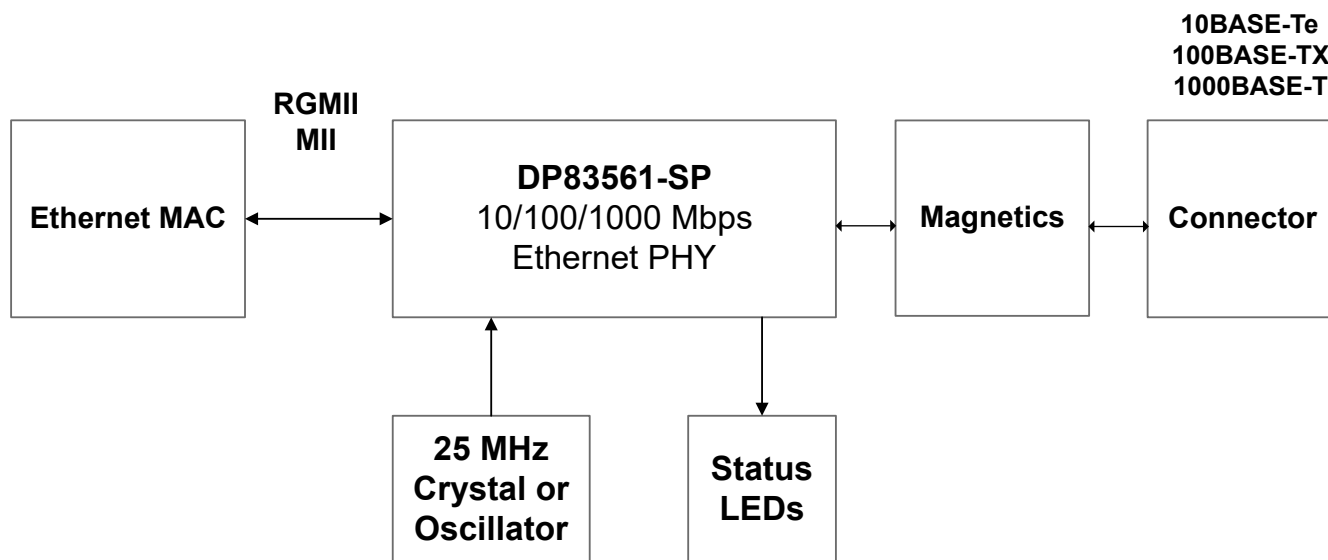 10BASE-Te
100BASE-TX
1000BASE-T
RGMII
MII
Ethernet MAC
DP83561-SP
10/100/1000 Mbps
Ethernet PHY
Magnetics
Connector
25 MHz
Crystal or
Oscillator
Status
LEDs